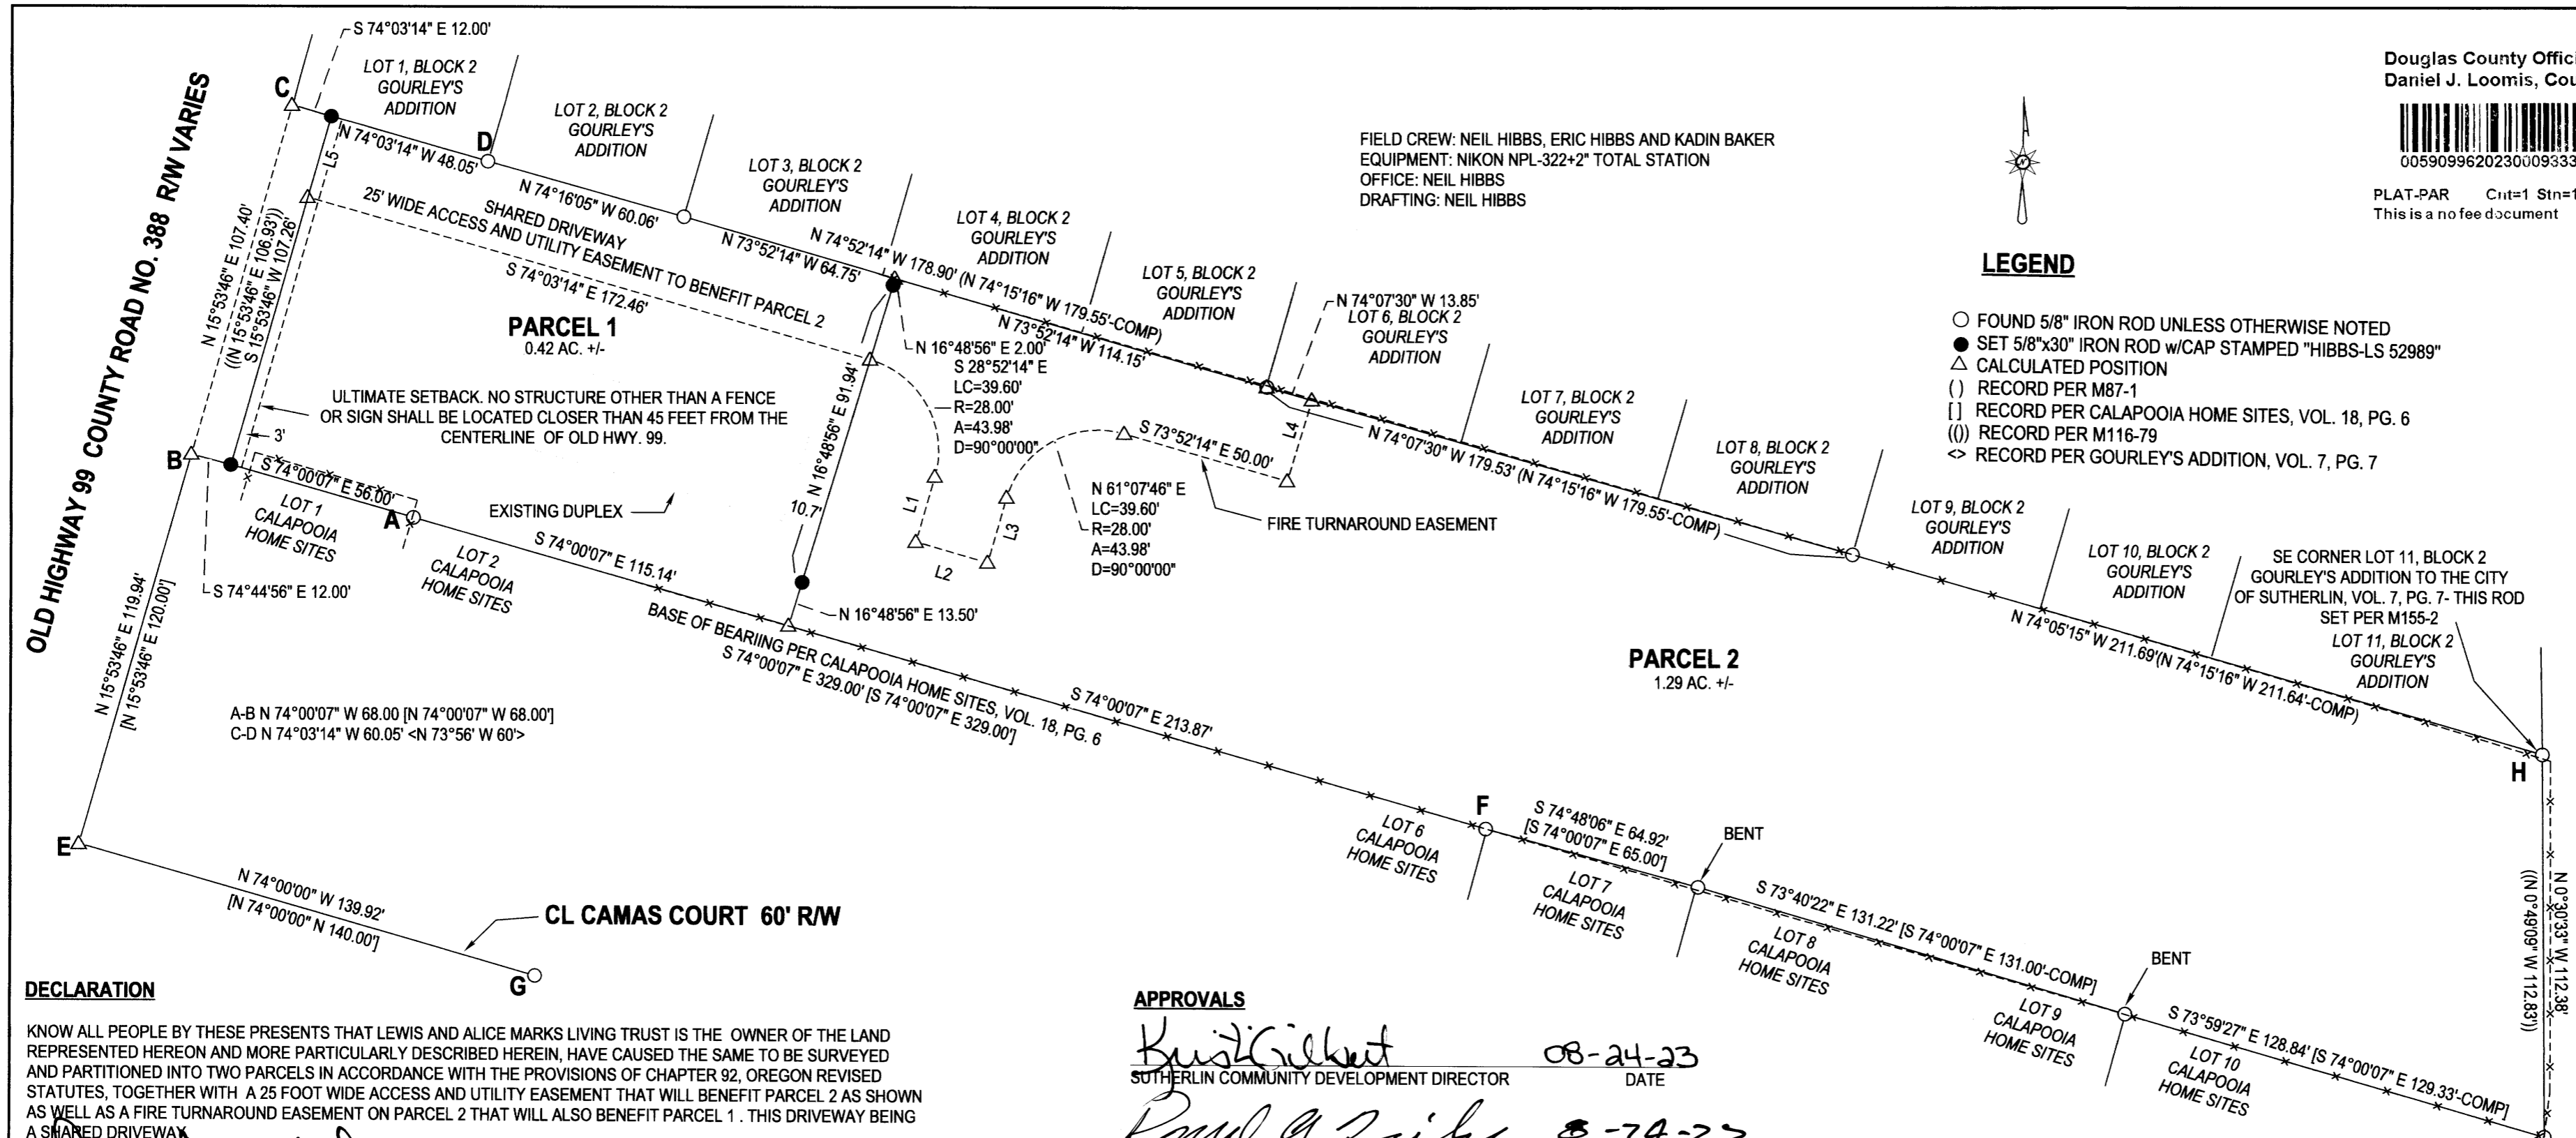 S 74°03'14" E 12.00'
C
LOT 1, BLOCK 2
GOURLEY'S
ADDITION
LOT 2, BLOCK 2
GOURLEY'S
ADDITION
LOT 3, BLOCK 2
GOURLEY'S
ADDITION
LOT 4, BLOCK 2
GOURLEY'S
ADDITION
LOT 5, BLOCK 2
GOURLEY'S
ADDITION
N 74°07'30" W 13.85'
LOT 6, BLOCK 2
GOURLEY'S
ADDITION
LOT 7, BLOCK 2
GOURLEY'S
ADDITION
LOT 8, BLOCK 2
GOURLEY'S
ADDITION
LOT 9, BLOCK 2
GOURLEY'S
ADDITION
LOT 10, BLOCK 2
GOURLEY'S
ADDITION
SE CORNER LOT 11, BLOCK 2
GOURLEY'S ADDITION TO THE CITY
OF SUTHERLIN, VOL. 7, PG. 7- THIS ROD
SET PER M155-2
LOT 11, BLOCK 2
GOURLEY'S
ADDITION
FIELD CREW: NEIL HIBBS, ERIC HIBBS AND KADIN BAKER
EQUIPMENT: NIKON NPL-322+2" TOTAL STATION
OFFICE: NEIL HIBBS
DRAFTING: NEIL HIBBS
Douglas County Offici
Daniel J. Loomis, Cou
0059099620230009333
PLAT-PAR Cnt=1 Stn=1
This is a no fee document
LEGEND
FOUND 5/8" IRON ROD UNLESS OTHERWISE NOTED
SET 5/8"x30" IRON ROD w/CAP STAMPED "HIBBS-LS 52989"
CALCULATED POSITION
( ) RECORD PER M87-1
[ ] RECORD PER CALAPOOIA HOME SITES, VOL. 18, PG. 6
(()) RECORD PER M116-79
<> RECORD PER GOURLEY'S ADDITION, VOL. 7, PG. 7
OLD HIGHWAY 99 COUNTY ROAD NO. 388 R/W VARIES
N 74°03'14" W 48.05'
D
N 74°16'05" W 60.06'
N 73°52'14" W 64.75'
N 74°52'14" W 178.90' (N 74°15'16" W 179.55'-COMP)
N 73°52'14" W 114.15'
N 74°07'30" W 179.53' (N 74°15'16" W 179.55'-COMP)
N 74°05'15" W 211.69'(N 74°15'16" W 211.64'-COMP)
L5
SHARED DRIVEWAY
25' WIDE ACCESS AND UTILITY EASEMENT TO BENEFIT PARCEL 2
S 74°03'14" E 172.46'
N 15°53'46" E 107.40'
((N 15°53'46" E 106.93'))
S 15°53'46" W 107.26'
PARCEL 1
0.42 AC. +/-
ULTIMATE SETBACK. NO STRUCTURE OTHER THAN A FENCE
OR SIGN SHALL BE LOCATED CLOSER THAN 45 FEET FROM THE
CENTERLINE OF OLD HWY. 99.
3'
N 16°48'56" E 2.00'
S 28°52'14" E
LC=39.60'
R=28.00'
A=43.98'
D=90°00'00"
N 16°48'56" E 91.94'
10.7'
N 16°48'56" E 13.50'
L1
L2
L3
L4
S 73°52'14" E 50.00'
N 61°07'46" E
LC=39.60'
R=28.00'
A=43.98'
D=90°00'00"
FIRE TURNAROUND EASEMENT
B
S 74°00'07" E 56.00'
LOT 1
CALAPOOIA
HOME SITES
A
EXISTING DUPLEX
LOT 2
CALAPOOIA
HOME SITES
S 74°00'07" E 115.14'
S 74°44'56" E 12.00'
BASE OF BEARIING PER CALAPOOIA HOME SITES, VOL. 18, PG. 6
S 74°00'07" E 329.00' [S 74°00'07" E 329.00']
S 74°00'07" E 213.87'
PARCEL 2
1.29 AC. +/-
N 15°53'46" E 119.94'
[N 15°53'46" E 120.00']
A-B N 74°00'07" W 68.00 [N 74°00'07" W 68.00']
C-D N 74°03'14" W 60.05' <N 73°56' W 60'>
E
N 74°00'00" W 139.92'
[N 74°00'00" N 140.00']
G
CL CAMAS COURT 60' R/W
F
LOT 6
CALAPOOIA
HOME SITES
S 74°48'06" E 64.92'
[S 74°00'07" E 65.00']
BENT
LOT 7
CALAPOOIA
HOME SITES
S 73°40'22" E 131.22' [S 74°00'07" E 131.00'-COMP]
LOT 8
CALAPOOIA
HOME SITES
LOT 9
CALAPOOIA
HOME SITES
BENT
S 73°59'27" E 128.84' [S 74°00'07" E 129.33'-COMP]
LOT 10
CALAPOOIA
HOME SITES
H
N 0°30'33" W 112.38'
((N 0°49'09" W 112.83'))
DECLARATION
KNOW ALL PEOPLE BY THESE PRESENTS THAT LEWIS AND ALICE MARKS LIVING TRUST IS THE OWNER OF THE LAND
REPRESENTED HEREON AND MORE PARTICULARLY DESCRIBED HEREIN, HAVE CAUSED THE SAME TO BE SURVEYED
AND PARTITIONED INTO TWO PARCELS IN ACCORDANCE WITH THE PROVISIONS OF CHAPTER 92, OREGON REVISED
STATUTES, TOGETHER WITH A 25 FOOT WIDE ACCESS AND UTILITY EASEMENT THAT WILL BENEFIT PARCEL 2 AS SHOWN
AS WELL AS A FIRE TURNAROUND EASEMENT ON PARCEL 2 THAT WILL ALSO BENEFIT PARCEL 1 . THIS DRIVEWAY BEING
A SHARED DRIVEWAY
APPROVALS
08-24-23
SUTHERLIN COMMUNITY DEVELOPMENT DIRECTOR DATE
8-24-23